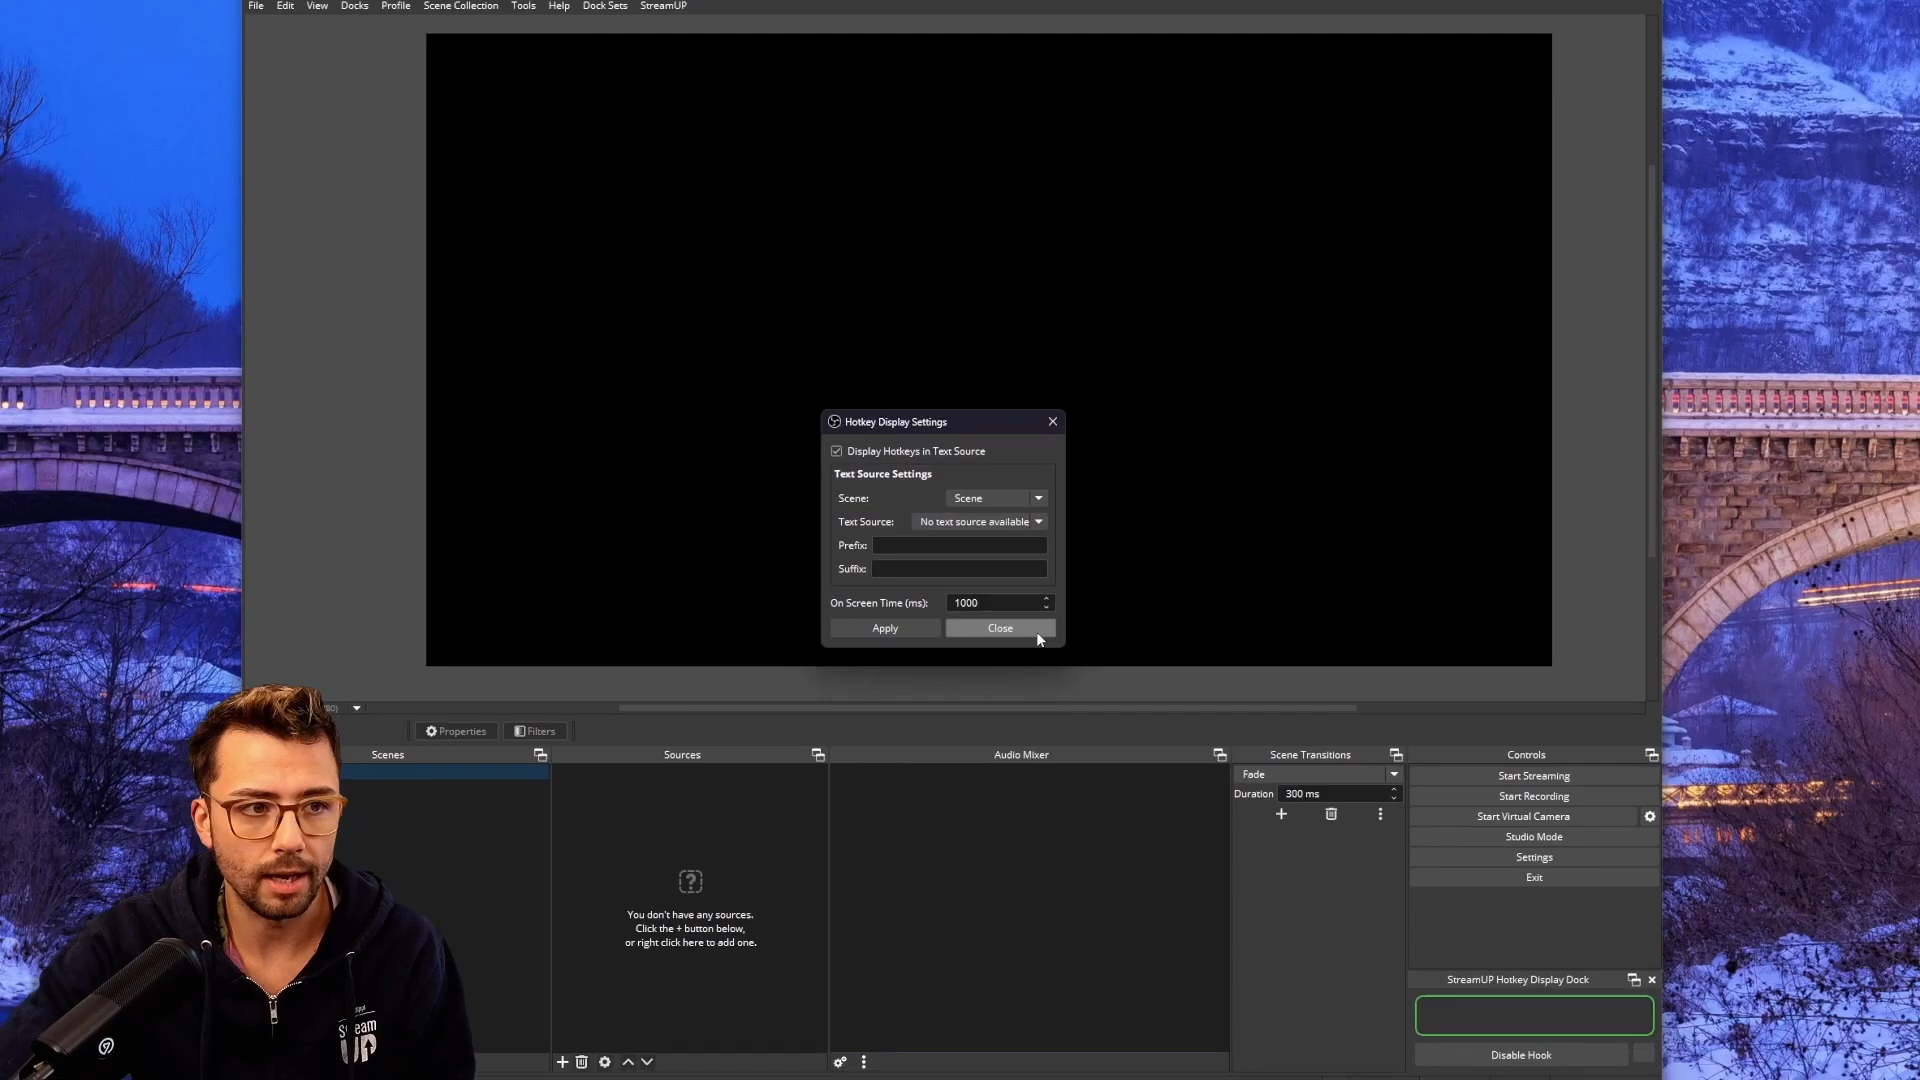 File Edit View Docks Profile Scene Collection Tools Help Dock Sets StreamUP
Hotkey Display Settings
Display Hotkeys in Text Source
Text Source Settings
Scene: Scene
Text Source: No text source available
Prefix:
Suffix:
On Screen Time (ms): 1000
Apply Close
Properties Filters
Scenes
Sources
You don't have any sources.
Click the + button below,
or right click here to add one.
Audio Mixer
Scene Transitions
Fade
Duration 300 ms
Controls
Start Streaming
Start Recording
Start Virtual Camera
Studio Mode
Settings
Exit
StreamUP Hotkey Display Dock
Disable Hook
Stream
UP